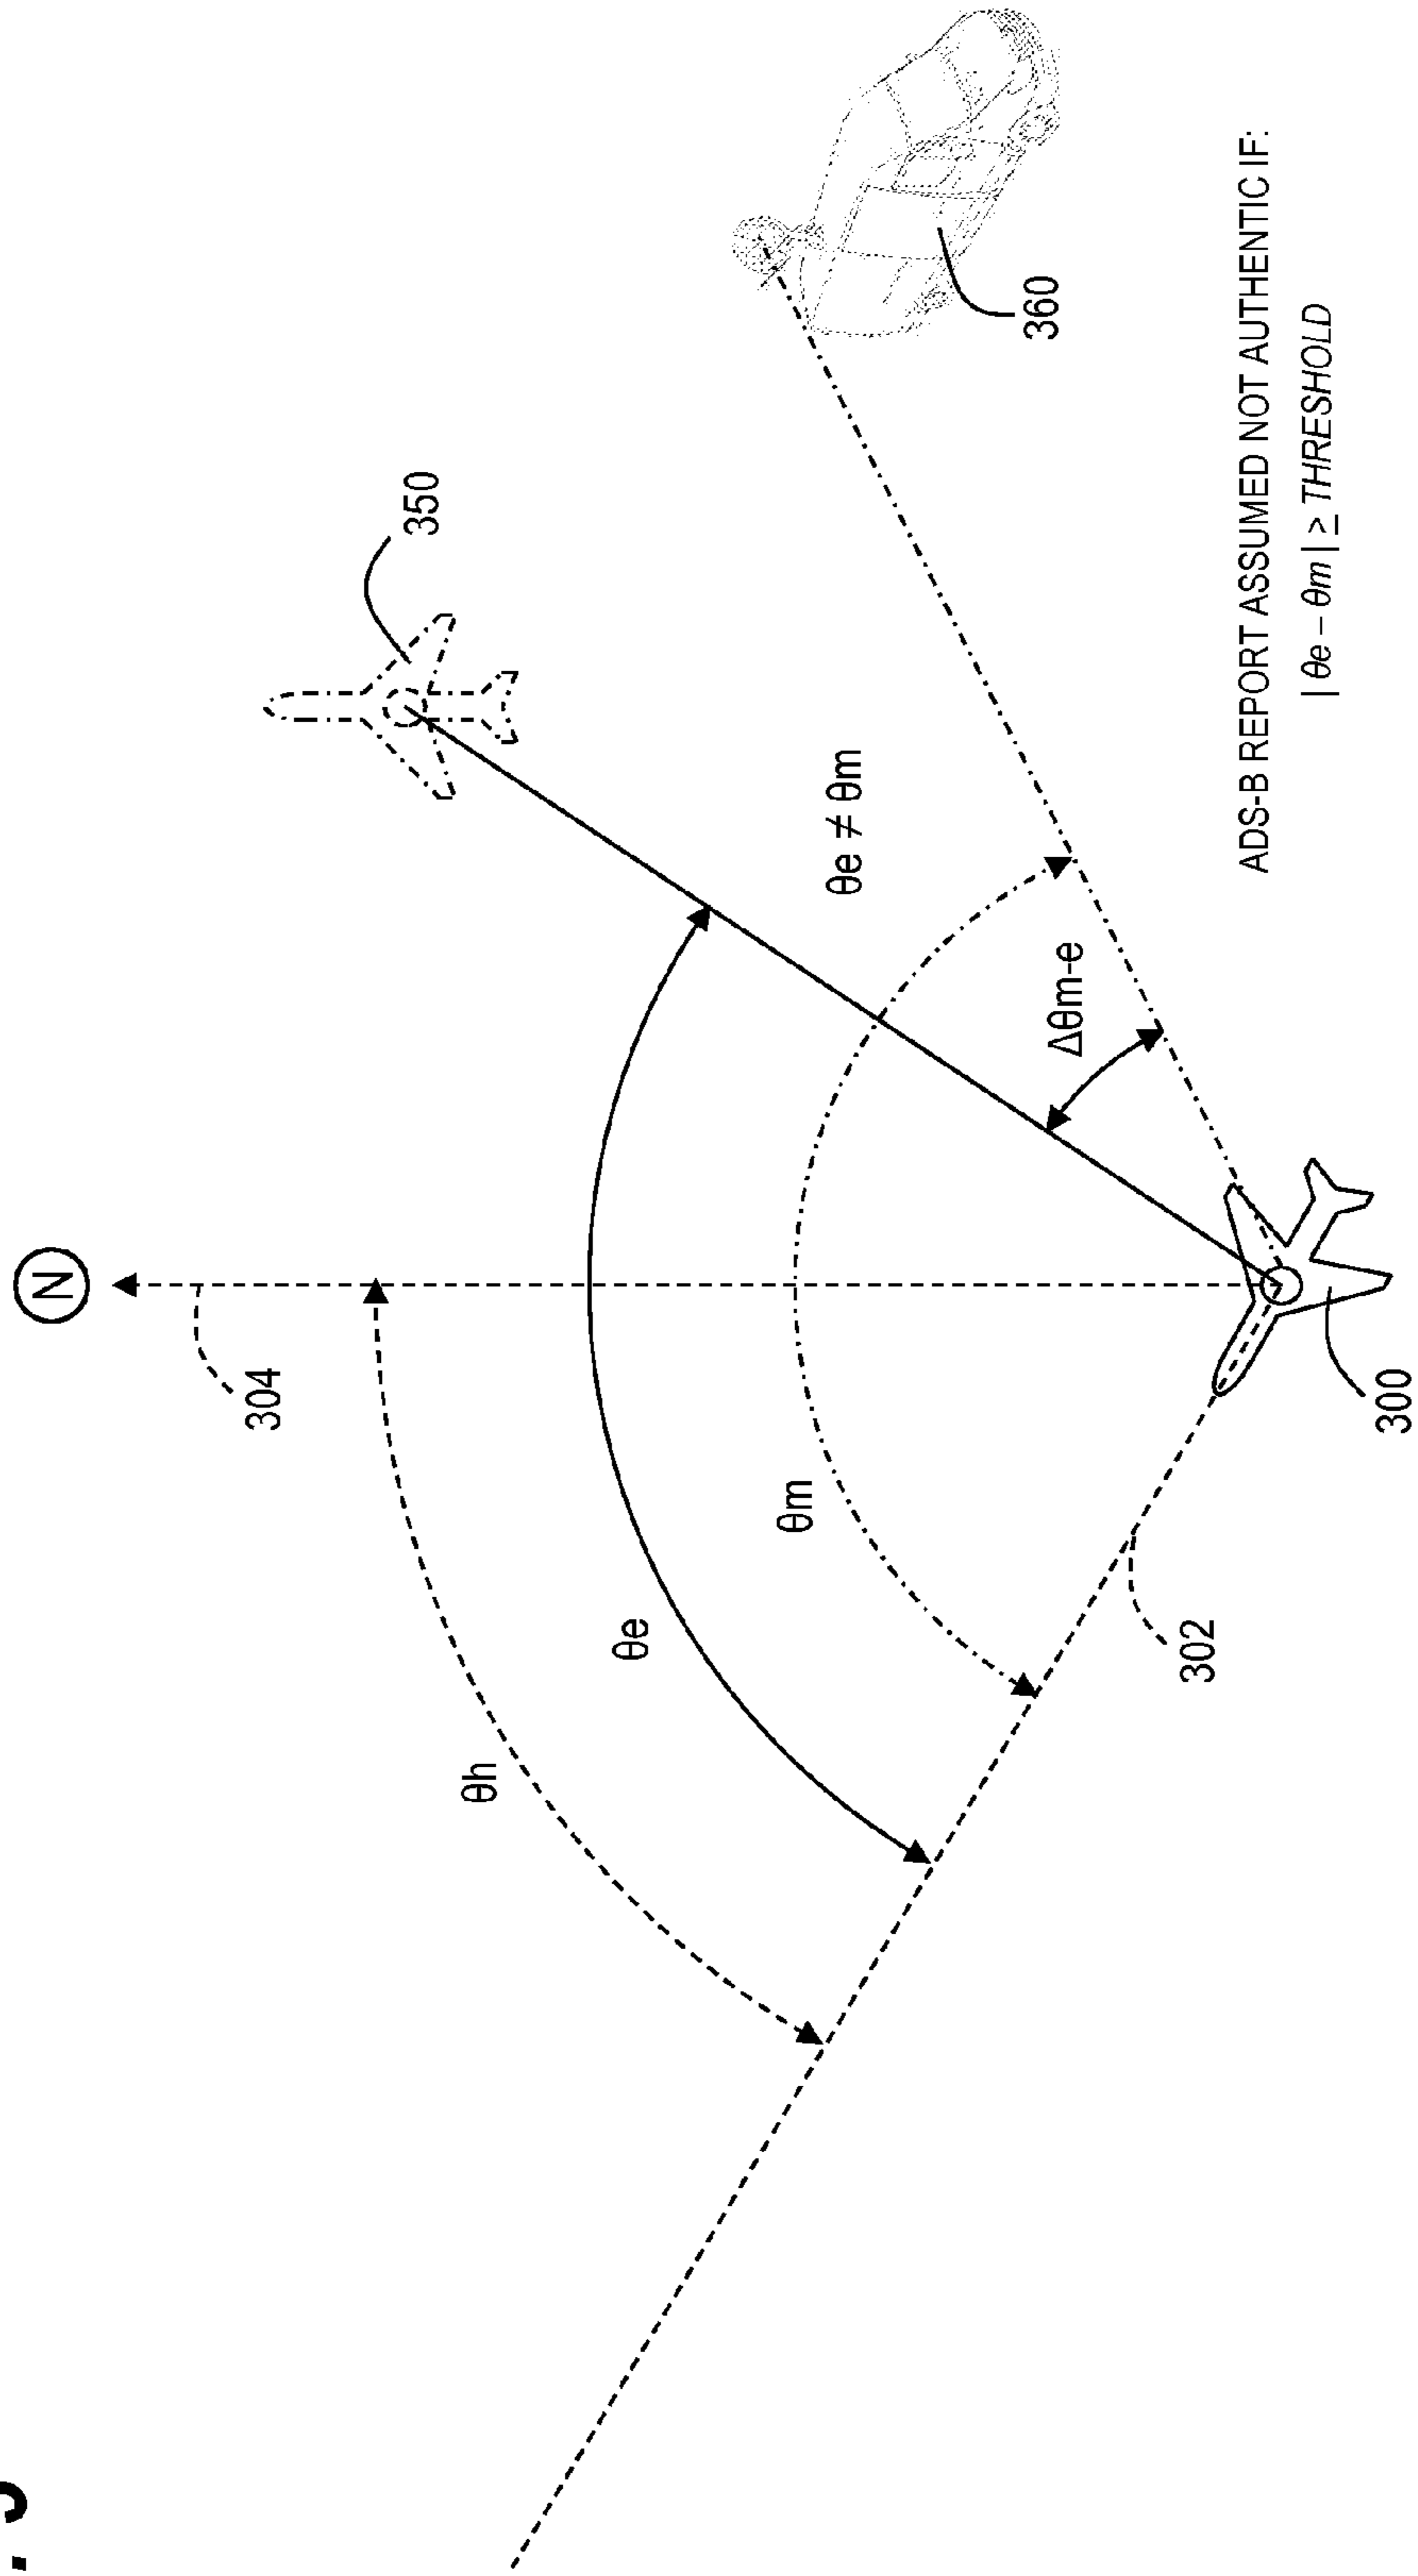 N
304
350
θh
θe
θm
θe ≠ θm
360
Δθm-e
302
ADS-B REPORT ASSUMED NOT AUTHENTIC IF:
| θe – θm | ≥ THRESHOLD
300